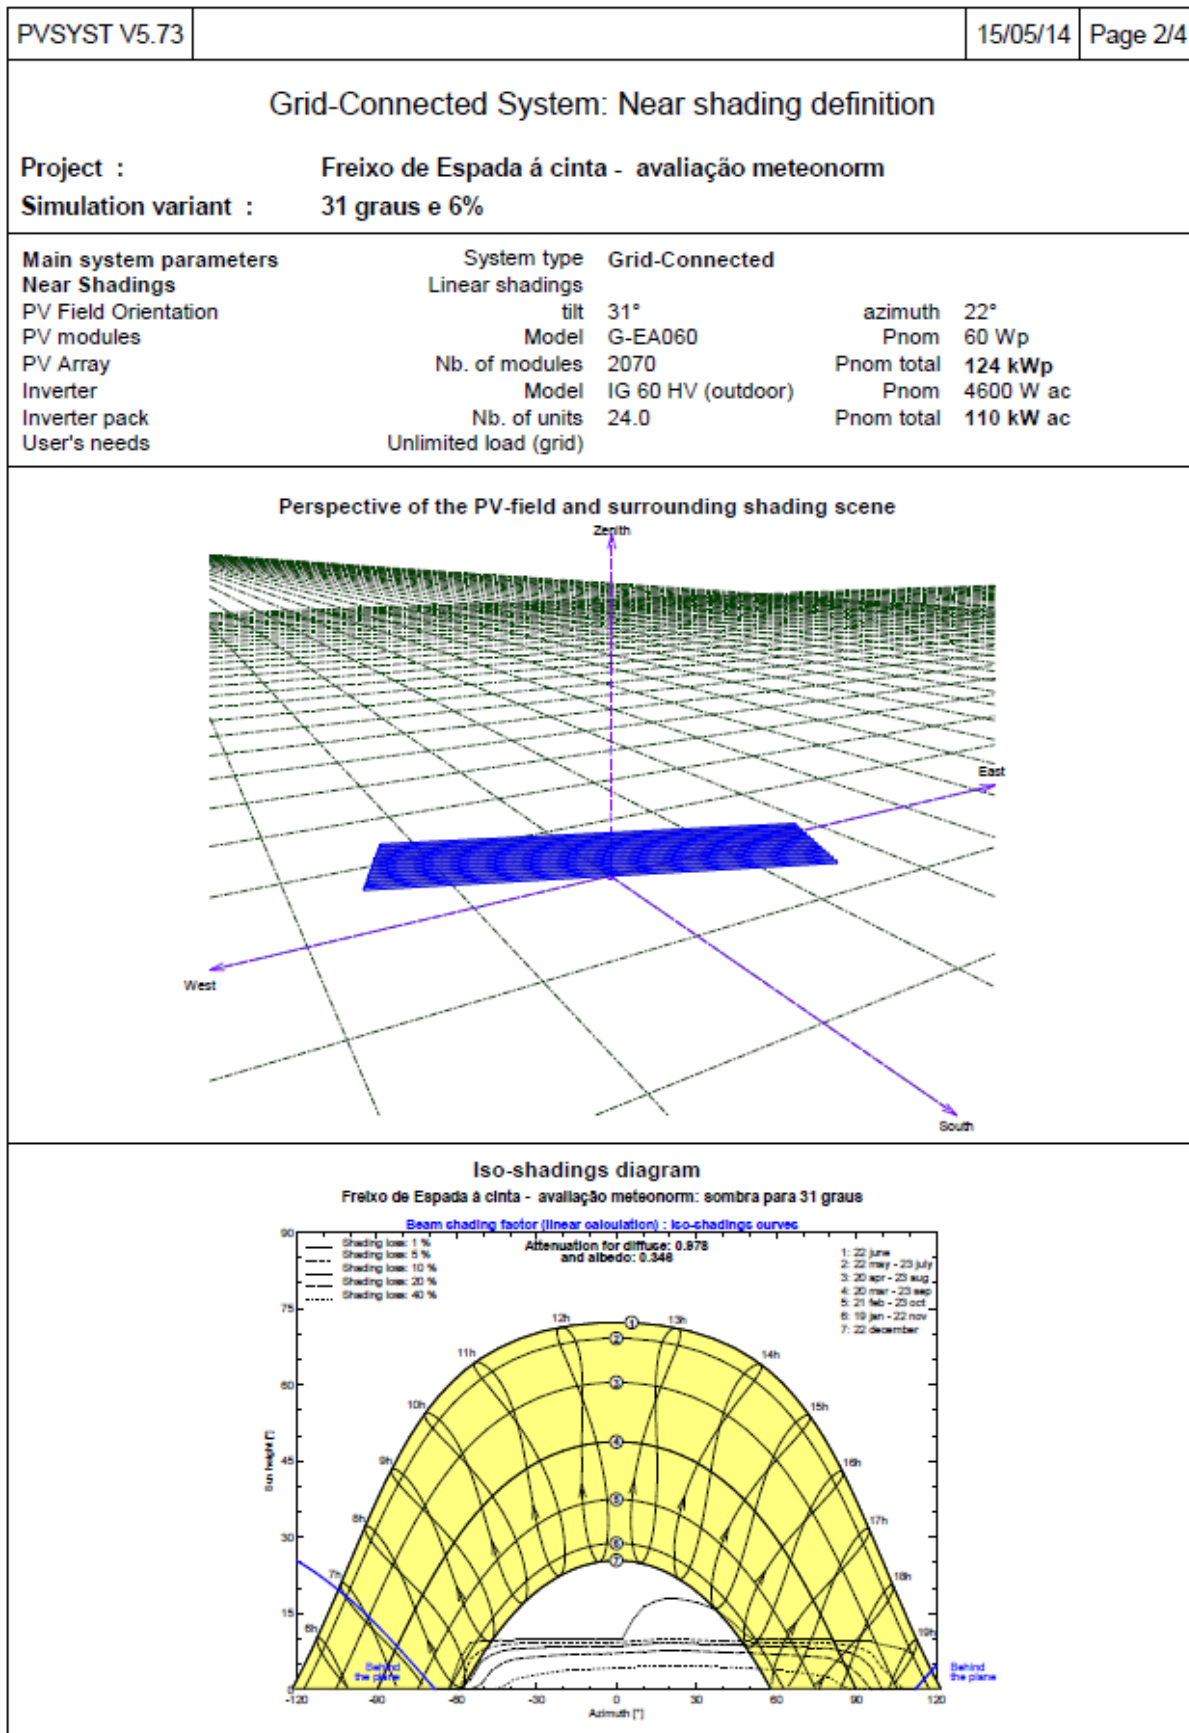 PVSYST V5.73 15/05/14 Page 2/4
Grid-Connected System: Near shading definition
Project : Freixo de Espada á cinta - avaliação meteonorm
Simulation variant : 31 graus e 6%
Main system parameters System type Grid-Connected
Near Shadings Linear shadings
PV Field Orientation tilt 31° azimuth 22°
PV modules Model G-EA060 Pnom 60 Wp
PV Array Nb. of modules 2070 Pnom total 124 kWp
Inverter Model IG 60 HV (outdoor) Pnom 4600 W ac
Inverter pack Nb. of units 24.0 Pnom total 110 kW ac
User's needs Unlimited load (grid)
Perspective of the PV-field and surrounding shading scene
Zenith
East
West
South
Iso-shadings diagram
Freixo de Espada á cinta - avaliação meteonorm: sombra para 31 graus
Beam shading factor (linear calculation) : Iso-shadings curves
Attenuation for diffuse: 0.978
and albedo: 0.346
Shading loss: 1 %
Shading loss: 5 %
Shading loss: 10 %
Shading loss: 20 %
Shading loss: 40 %
1: 22 june
2: 22 may - 23 july
3: 20 apr - 23 aug
4: 20 mar - 23 sep
5: 21 feb - 23 oct
6: 19 jan - 22 nov
7: 22 december
90
75
60
45
30
15
0
Sun height [°]
6h
7h
8h
9h
10h
11h
12h
13h
14h
15h
16h
17h
18h
19h
1
2
3
4
5
6
7
Behind
the plane
Behind
the plane
-120 -90 -60 -30 0 30 60 90 120
Azimuth [°]